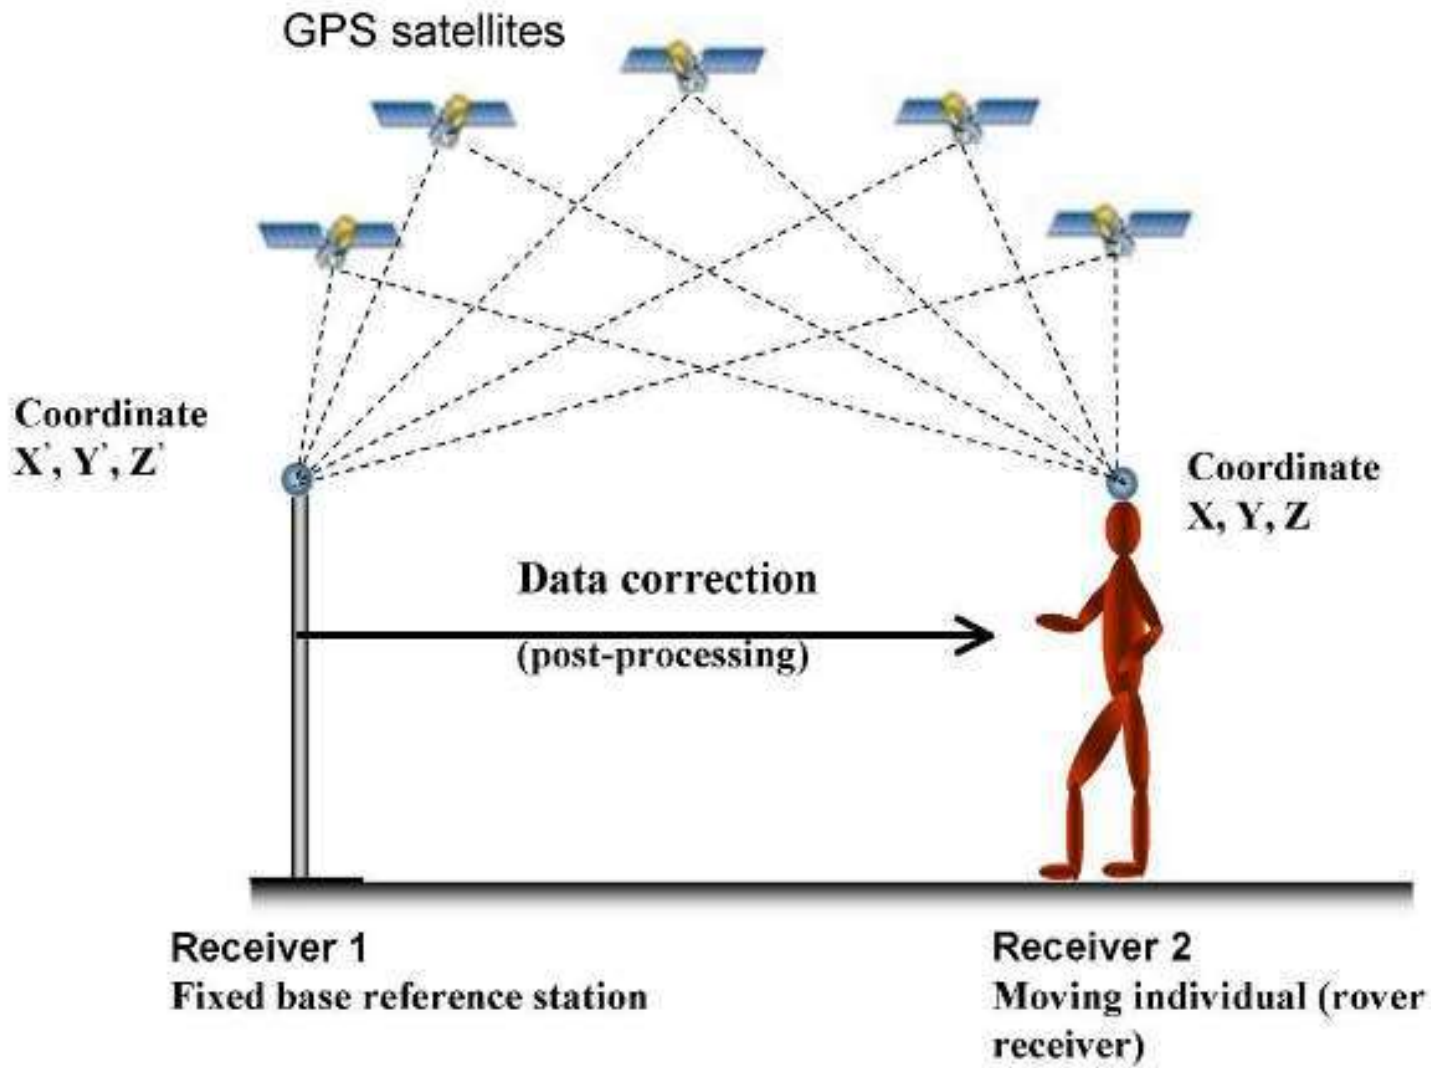 GPS satellites
Coordinate
X', Y', Z'
Coordinate
X, Y, Z
Data correction
(post-processing)
Receiver 1
Fixed base reference station
Receiver 2
Moving individual (rover
receiver)